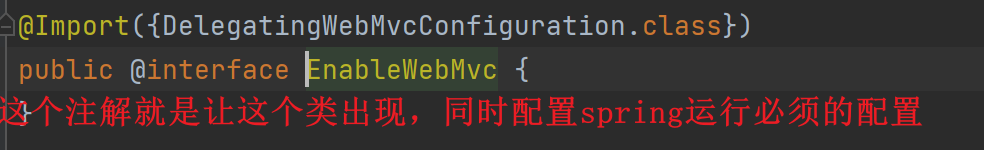 @Import({DelegatingWebMvcConfiguration.class})
public @interface EnableWebMvc {
}
这个注解就是让这个类出现，同时配置spring运行必须的配置